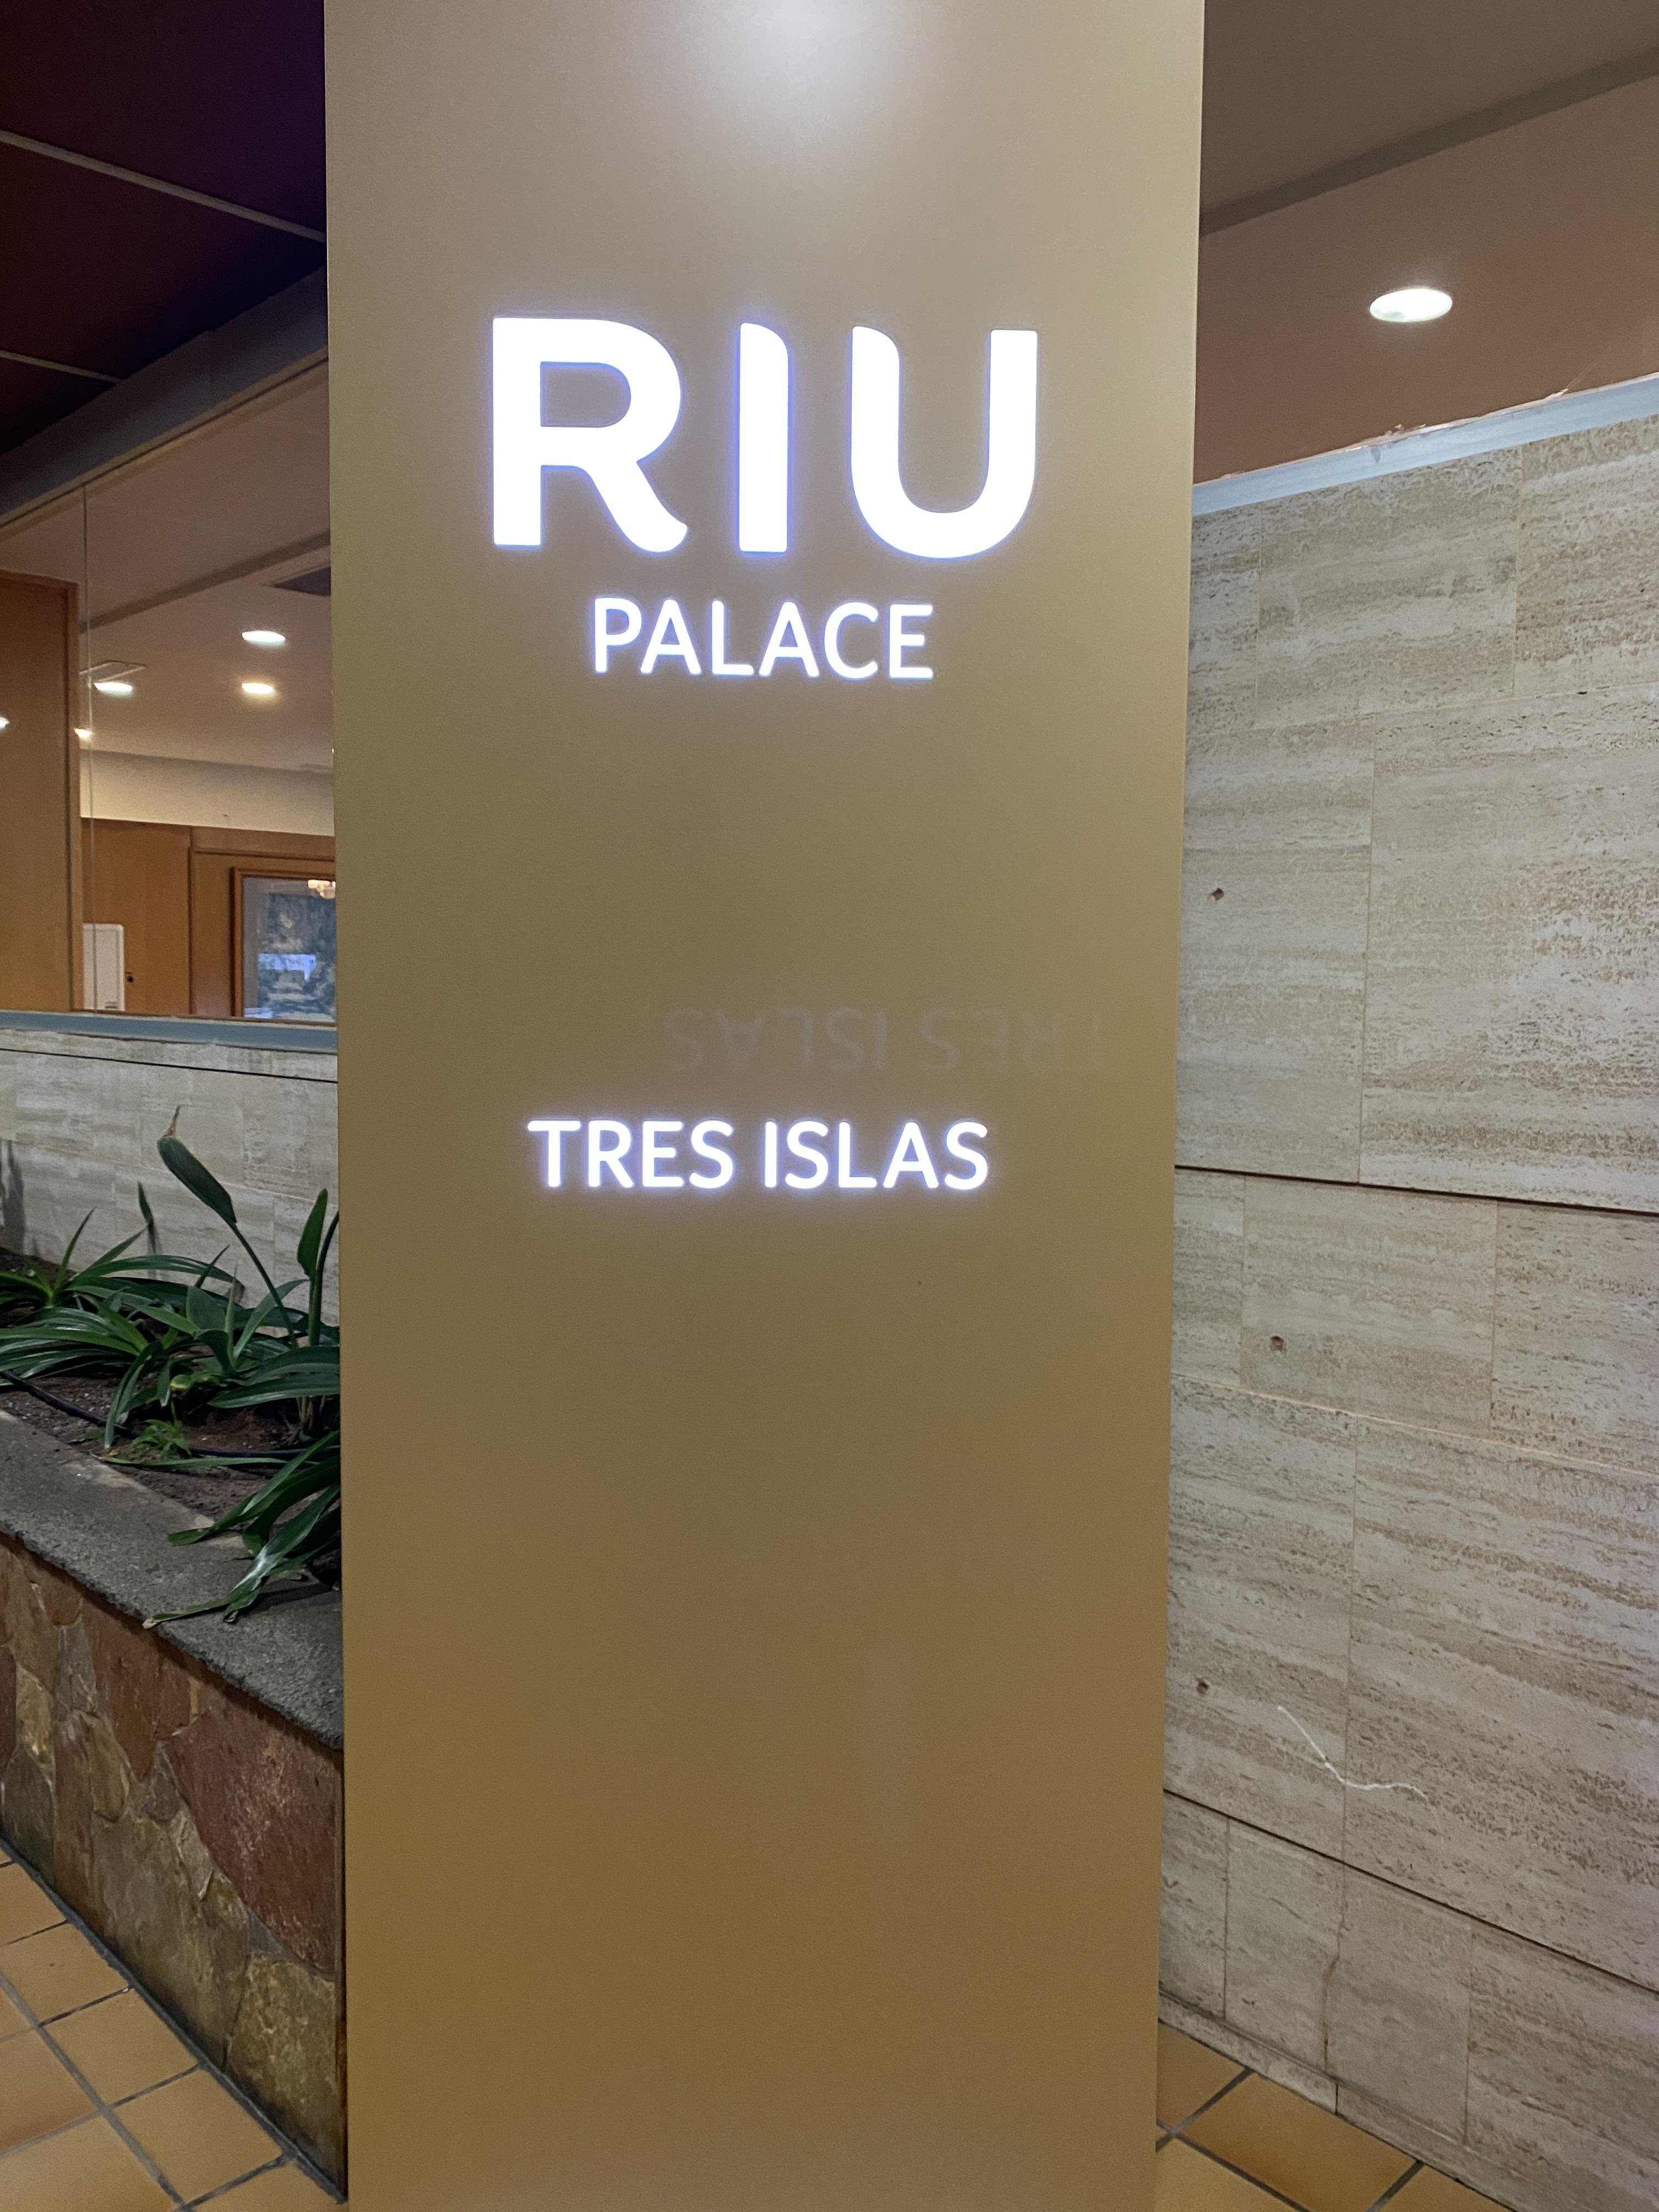 RIU
PALACE
TRES ISLAS